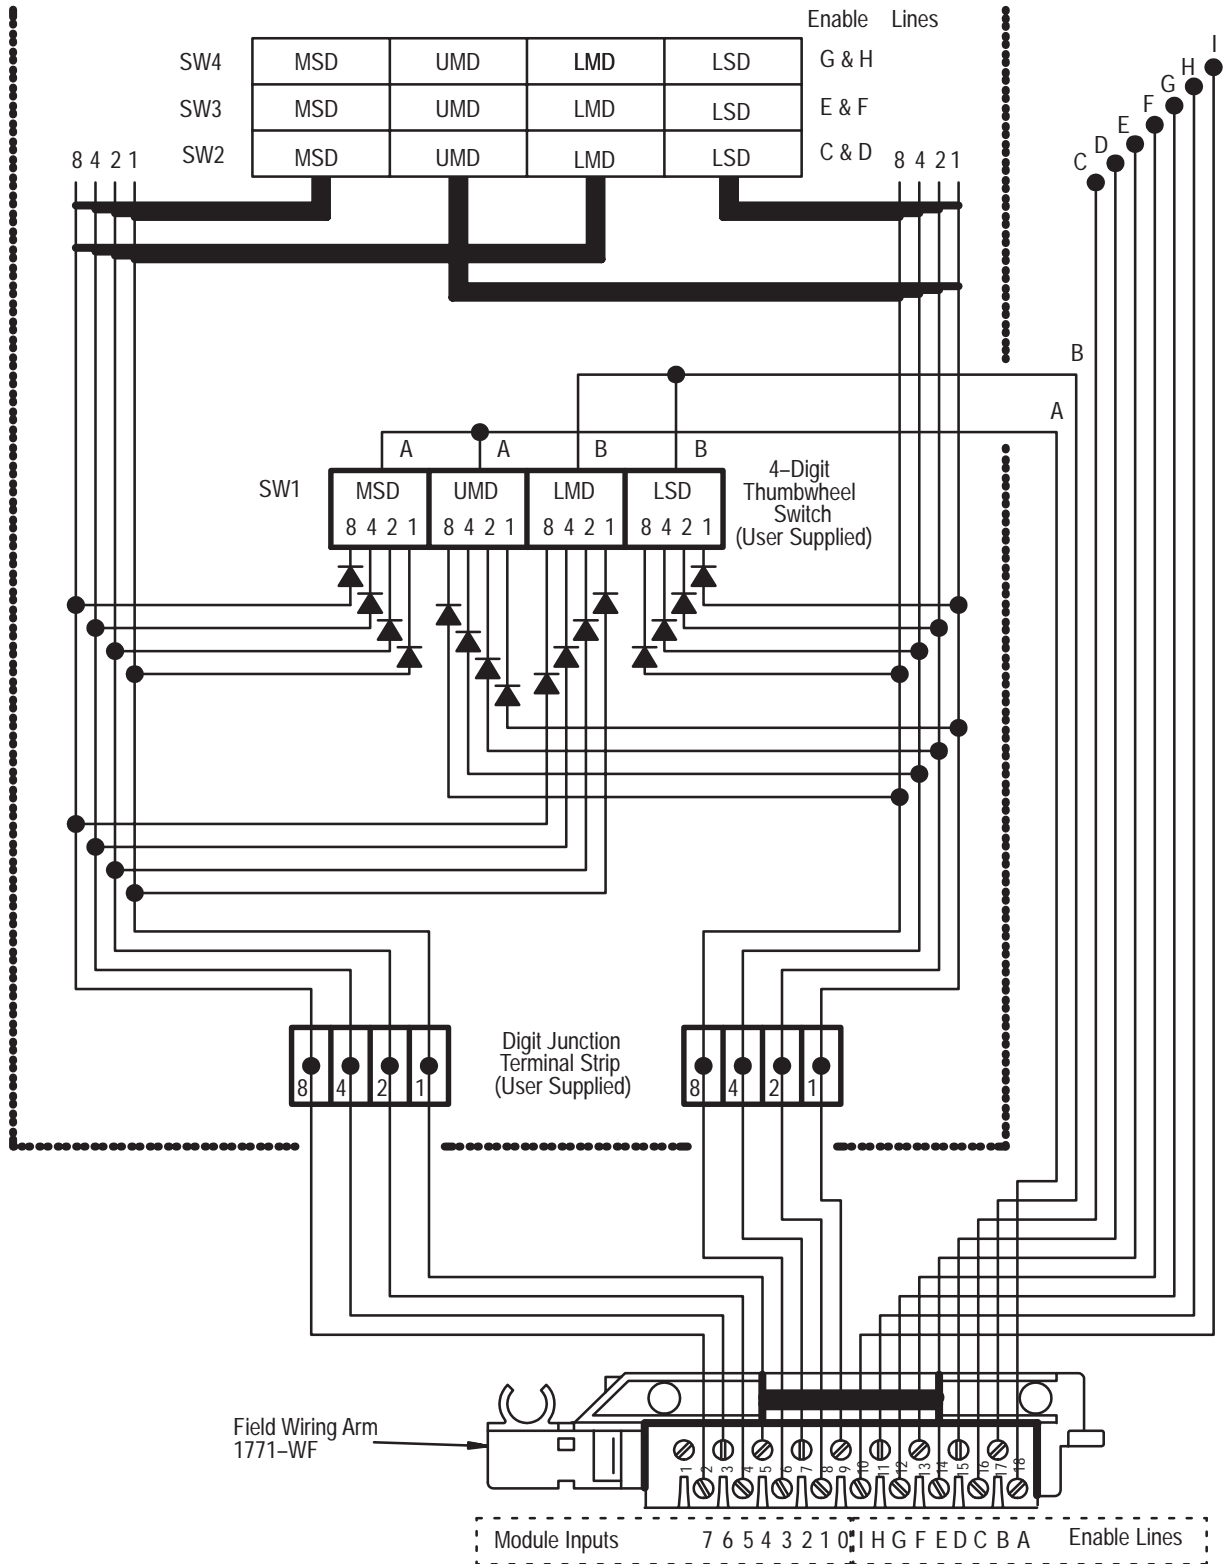 Enable Lines
SW4 MSD UMD LMD LSD G & H
SW3 MSD UMD LMD LSD E & F
SW2 MSD UMD LMD LSD C & D
8 4 2 1
8 4 2 1
I
H
G
F
E
D
C
B
A
A A B B
SW1 MSD UMD LMD LSD
8 4 2 1 8 4 2 1 8 4 2 1 8 4 2 1
4–Digit
Thumbwheel
Switch
(User Supplied)
Digit Junction
Terminal Strip
(User Supplied)
8 4 2 1
8 4 2 1
Field Wiring Arm
1771–WF
1 2 3 4 5 6 7 8 9 10 11 12 13 14 15 16 17 18
Module Inputs 7 6 5 4 3 2 1 0 I H G F E D C B A Enable Lines